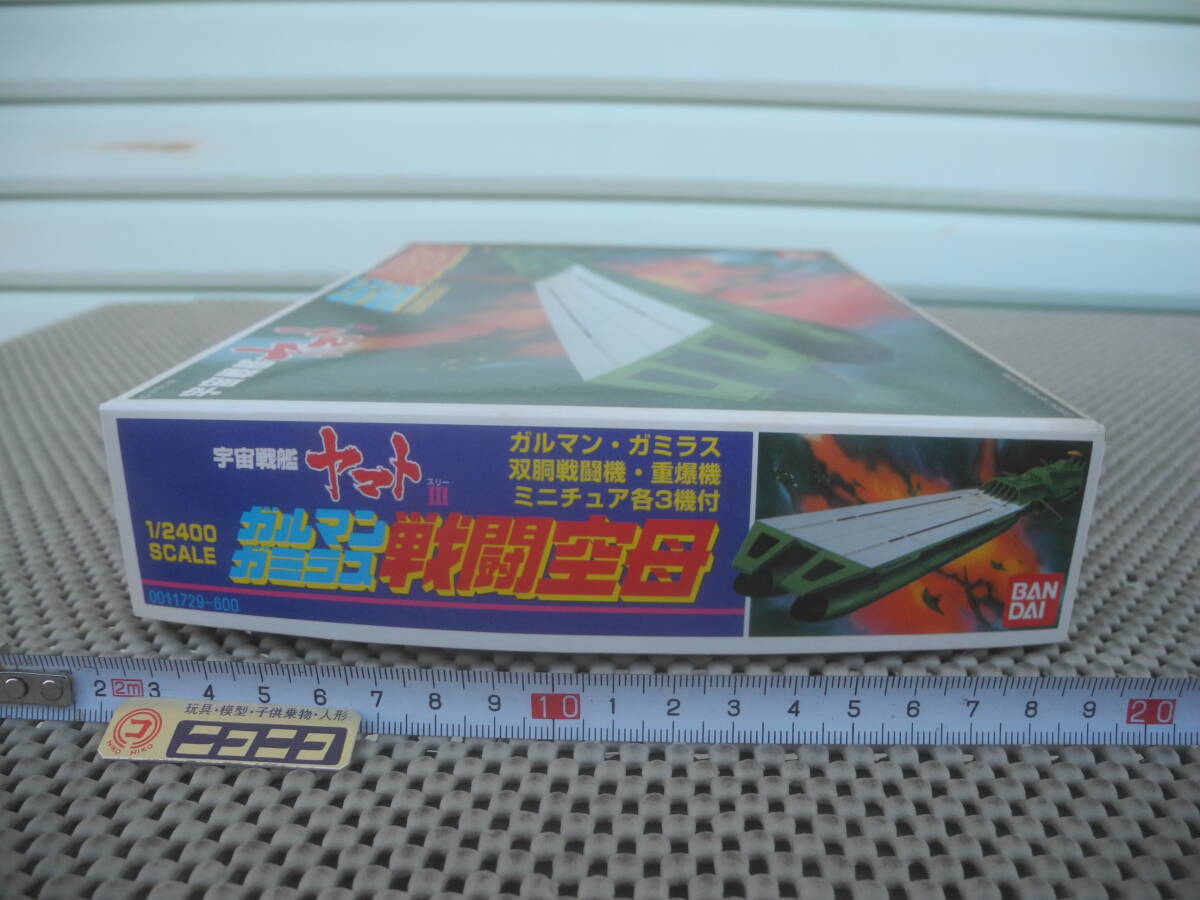 宇宙戦艦
ヤマト
スリー
III
ガルマン・ガミラス
双胴戦闘機・重爆機
ミニチュア各3機付
1/2400
SCALE
ガルマン
ガミラス
戦闘空母
0011729-600
BAN
DAI
2 2m 3 4 5 6 7 8 9 10 1 2 3 4 5 6 7 8 9 20
玩具・模型・子供乗物・人形
ニコニコ
コ
NIKO NIKO